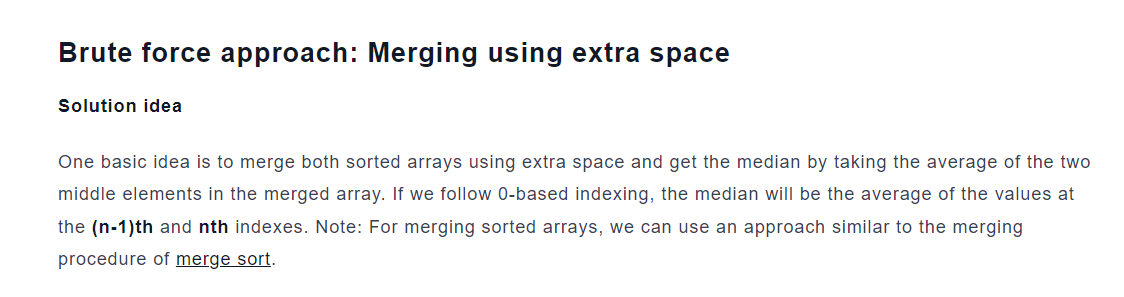 Brute force approach: Merging using extra space
Solution idea
One basic idea is to merge both sorted arrays using extra space and get the median by taking the average of the two
middle elements in the merged array. If we follow 0-based indexing, the median will be the average of the values at
the (n-1)th and nth indexes. Note: For merging sorted arrays, we can use an approach similar to the merging
procedure of merge sort.